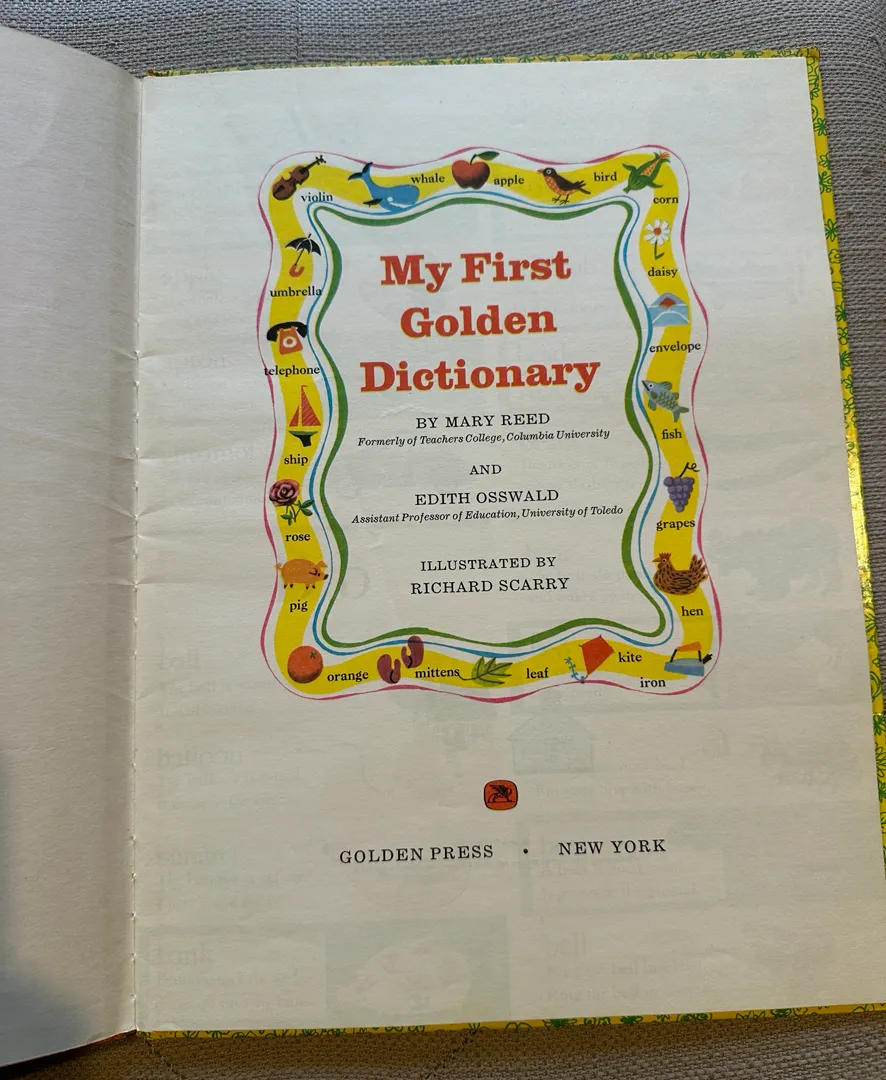 violin
whale
apple
bird
corn
umbrella
daisy
telephone
envelope
ship
fish
rose
grapes
pig
hen
orange
mittens
leaf
kite
iron
My First
Golden
Dictionary
BY MARY REED
Formerly of Teachers College, Columbia University
AND
EDITH OSSWALD
Assistant Professor of Education, University of Toledo
ILLUSTRATED BY
RICHARD SCARRY
GOLDEN PRESS • NEW YORK